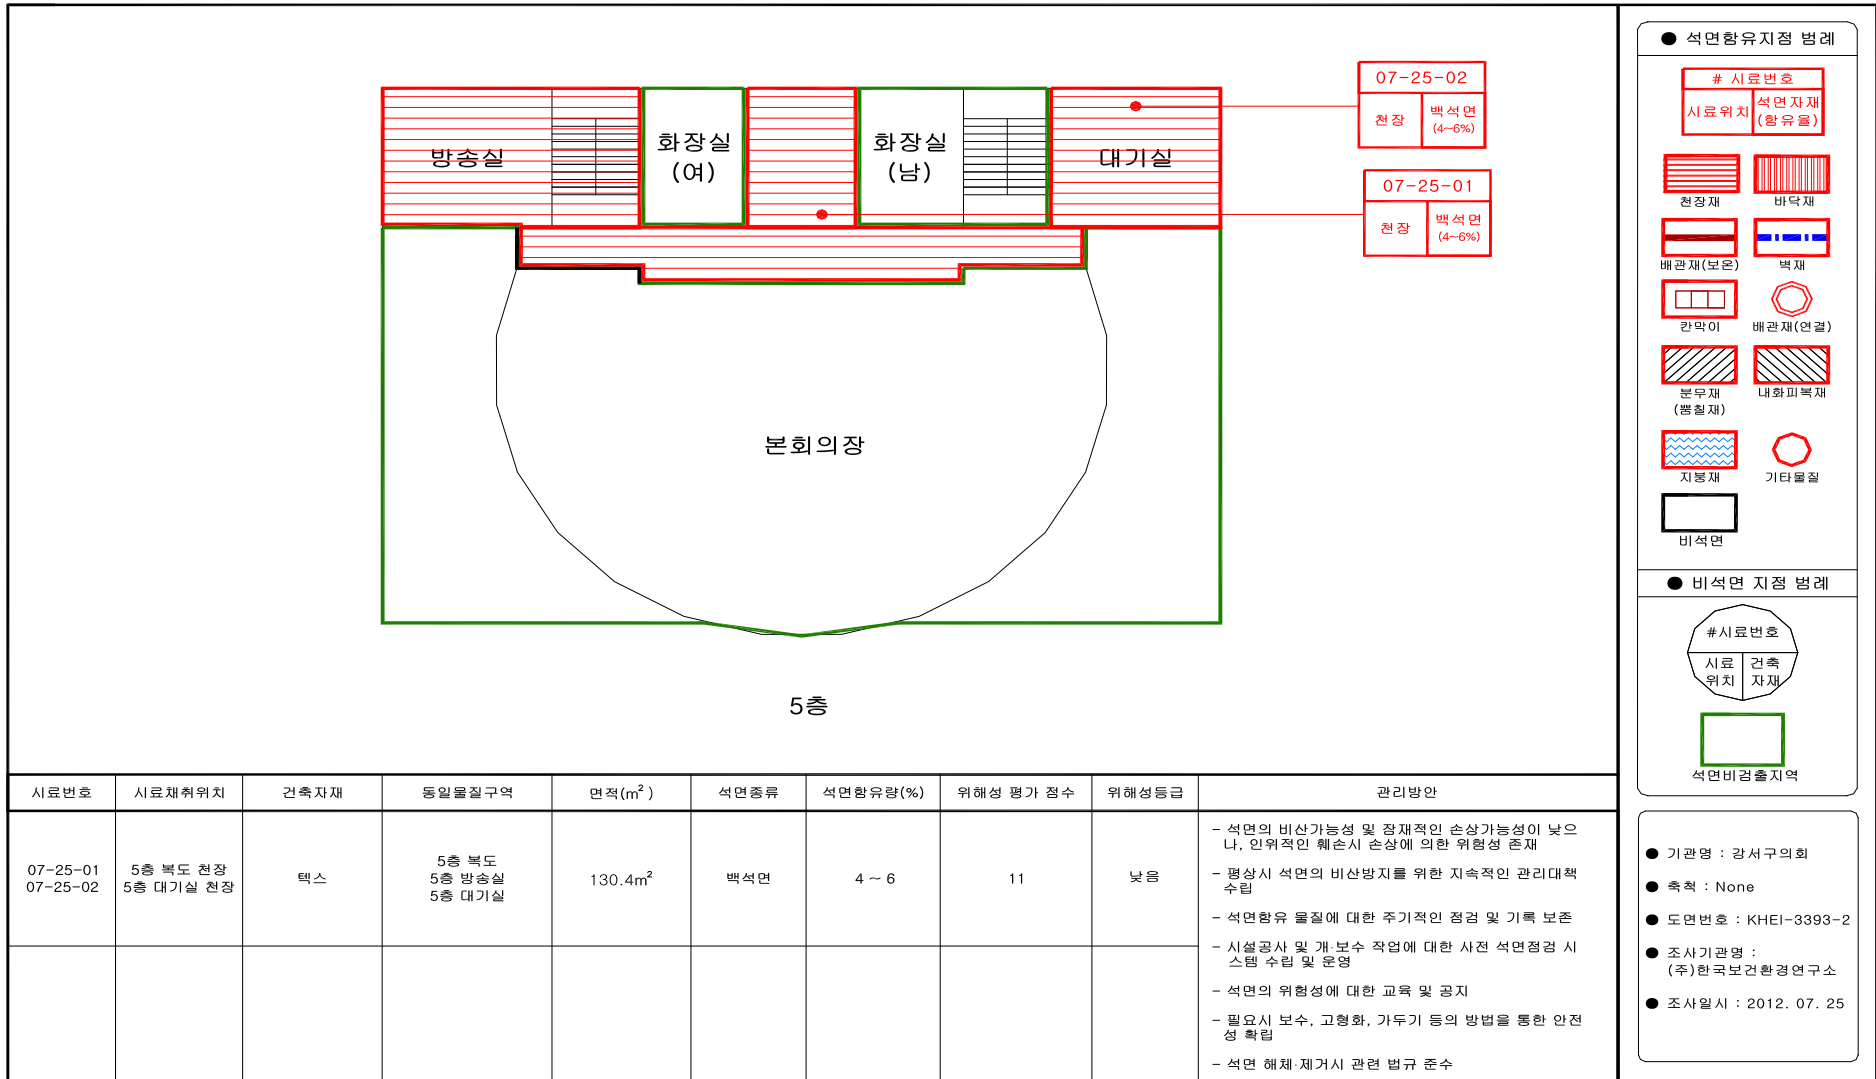 07-25-02
천장
백석면
(4~6%)
07-25-01
천장
백석면
(4~6%)
방송실
화장실
(여)
화장실
(남)
대기실
본회의장
5층
● 석면함유지점 범례
# 시료번호
시료위치
석면자재
(함유율)
천장재
바닥재
배관재(보온)
벽재
칸막이
배관재(연결)
분무재
(뿜칠재)
내화피복재
지붕재
기타물질
비석면
● 비석면 지점 범례
#시료번호
시료
위치
건축
자재
석면비검출지역
시료번호
시료채취위치
건축자재
동일물질구역
면적(m²)
석면종류
석면함유량(%)
위해성 평가 점수
위해성등급
관리방안
07-25-01
07-25-02
5층 복도 천장
5층 대기실 천장
텍스
5층 복도
5층 방송실
5층 대기실
130.4m²
백석면
4 ~ 6
11
낮음
- 석면의 비산가능성 및 잠재적인 손상가능성이 낮으
나, 인위적인 훼손시 손상에 의한 위험성 존재
- 평상시 석면의 비산방지를 위한 지속적인 관리대책
수립
- 석면함유 물질에 대한 주기적인 점검 및 기록 보존
- 시설공사 및 개·보수 작업에 대한 사전 석면점검 시
스템 수립 및 운영
- 석면의 위험성에 대한 교육 및 공지
- 필요시 보수, 고형화, 가두기 등의 방법을 통한 안전
성 확립
- 석면 해체·제거시 관련 법규 준수
● 기관명 : 강서구의회
● 축척 : None
● 도면번호 : KHEI-3393-2
● 조사기관명 :
(주)한국보건환경연구소
● 조사일시 : 2012. 07. 25